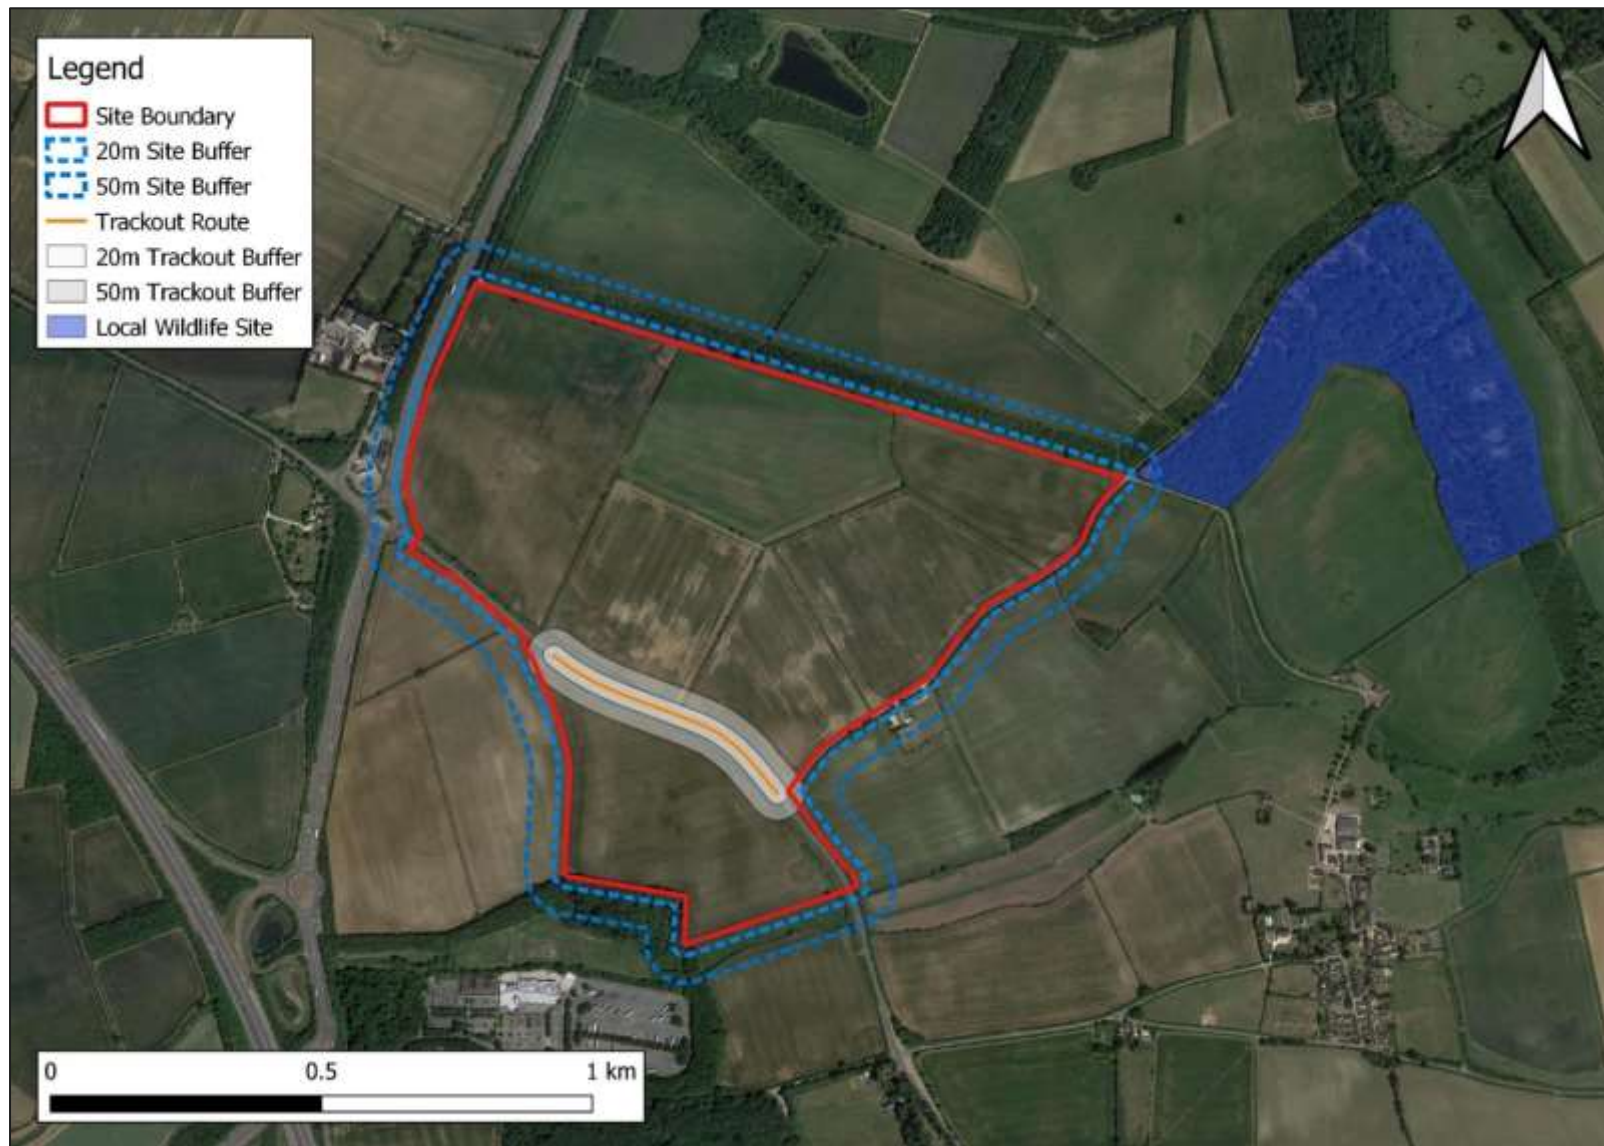 Legend
Site Boundary
20m Site Buffer
50m Site Buffer
Trackout Route
20m Trackout Buffer
50m Trackout Buffer
Local Wildlife Site
0 0.5 1 km